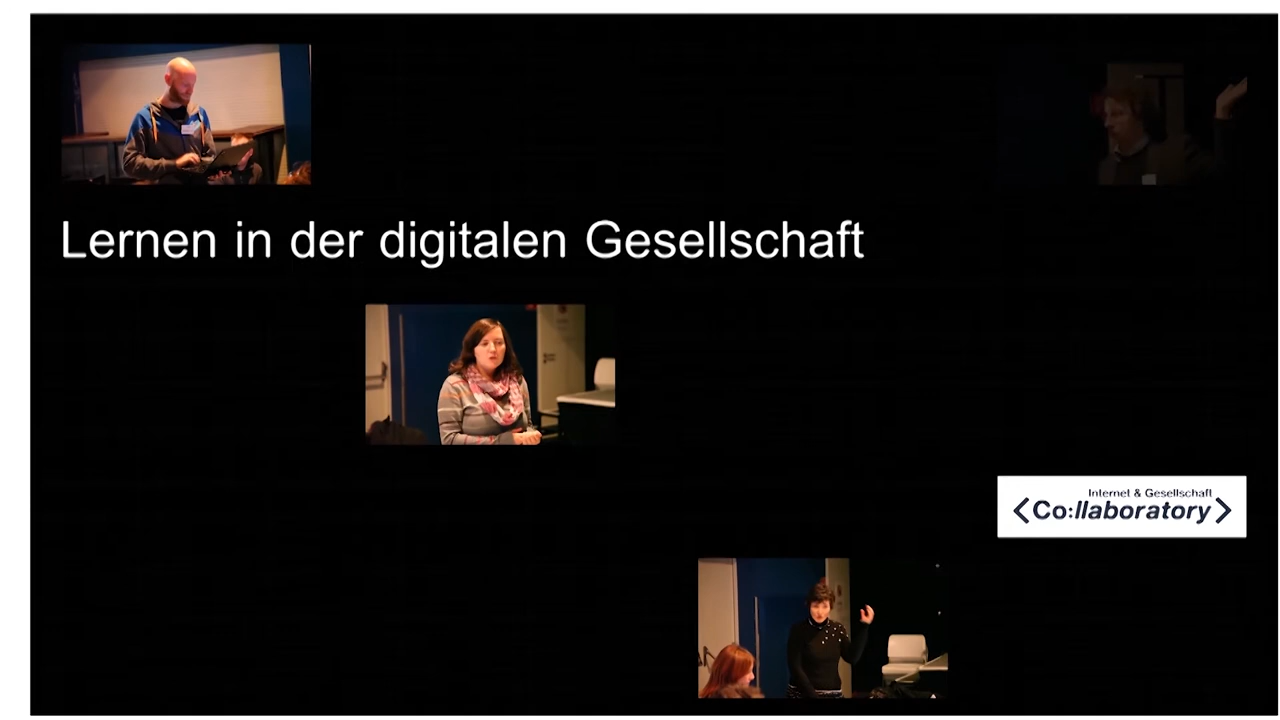 Lernen in der digitalen Gesellschaft
Internet & Gesellschaft
<Co:llaboratory>